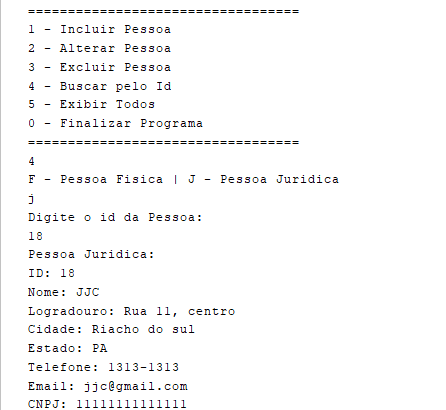 ==================================
1 - Incluir Pessoa
2 - Alterar Pessoa
3 - Excluir Pessoa
4 - Buscar pelo Id
5 - Exibir Todos
0 - Finalizar Programa
==================================
4
F - Pessoa Fisica | J - Pessoa Juridica
j
Digite o id da Pessoa:
18
Pessoa Juridica:
ID: 18
Nome: JJC
Logradouro: Rua 11, centro
Cidade: Riacho do sul
Estado: PA
Telefone: 1313-1313
Email: jjc@gmail.com
CNPJ: 11111111111111